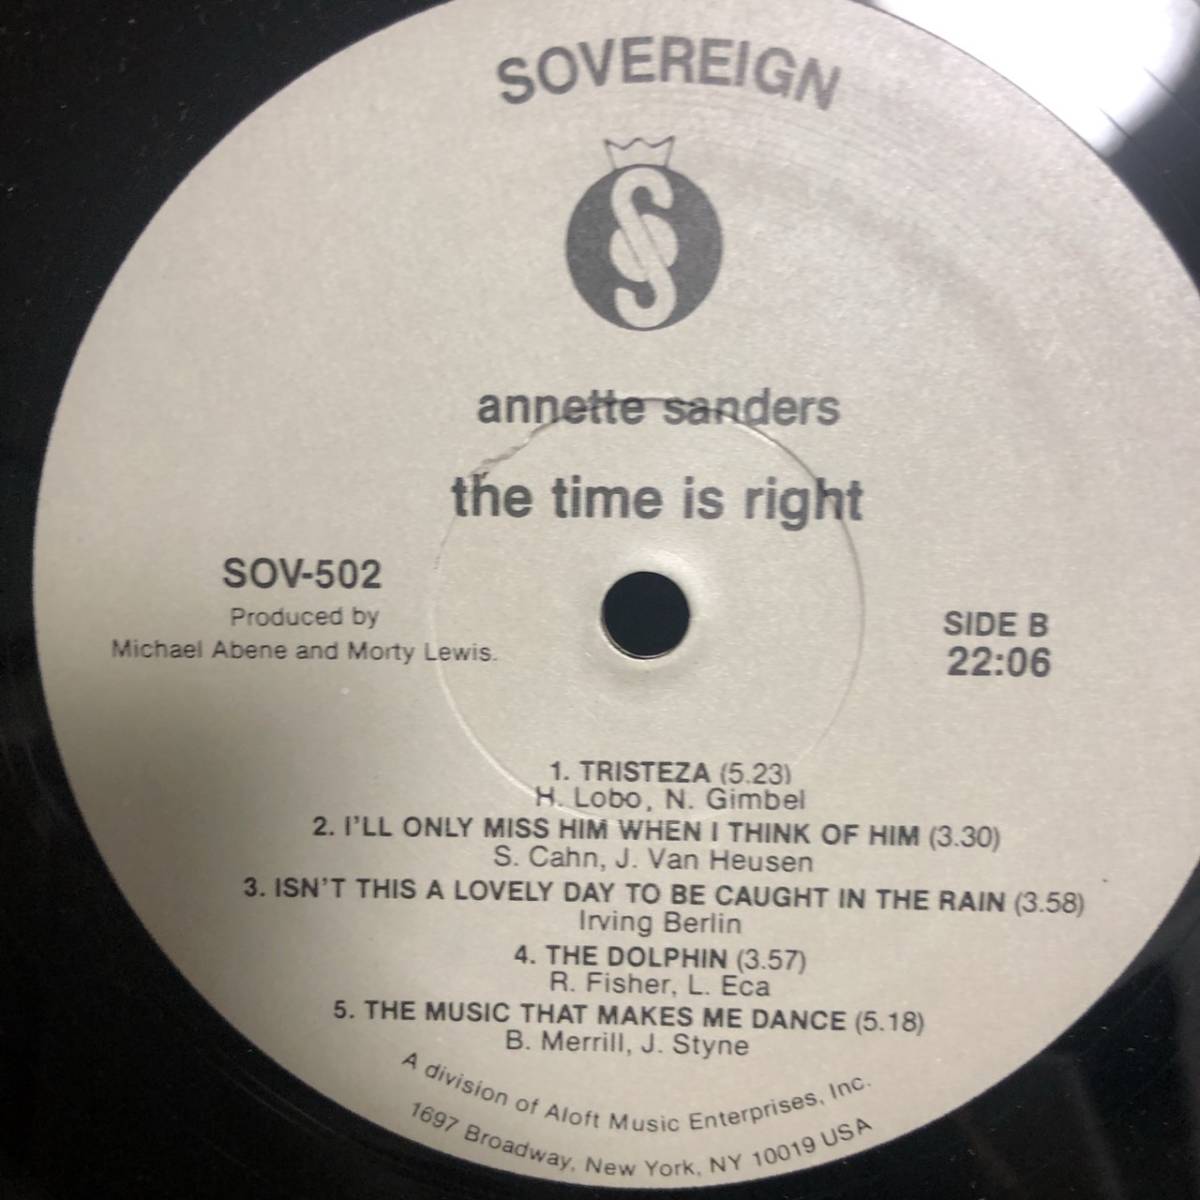 SOVEREIGN
S
annette sanders
the time is right
SOV-502
Produced by
Michael Abene and Morty Lewis.
SIDE B
22:06
1. TRISTEZA (5.23)
H. Lobo, N. Gimbel
2. I'LL ONLY MISS HIM WHEN I THINK OF HIM (3.30)
S. Cahn, J. Van Heusen
3. ISN'T THIS A LOVELY DAY TO BE CAUGHT IN THE RAIN (3.58)
Irving Berlin
4. THE DOLPHIN (3.57)
R. Fisher, L. Eca
5. THE MUSIC THAT MAKES ME DANCE (5.18)
B. Merrill, J. Styne
A division of Aloft Music Enterprises, Inc.
1697 Broadway, New York, NY 10019 USA